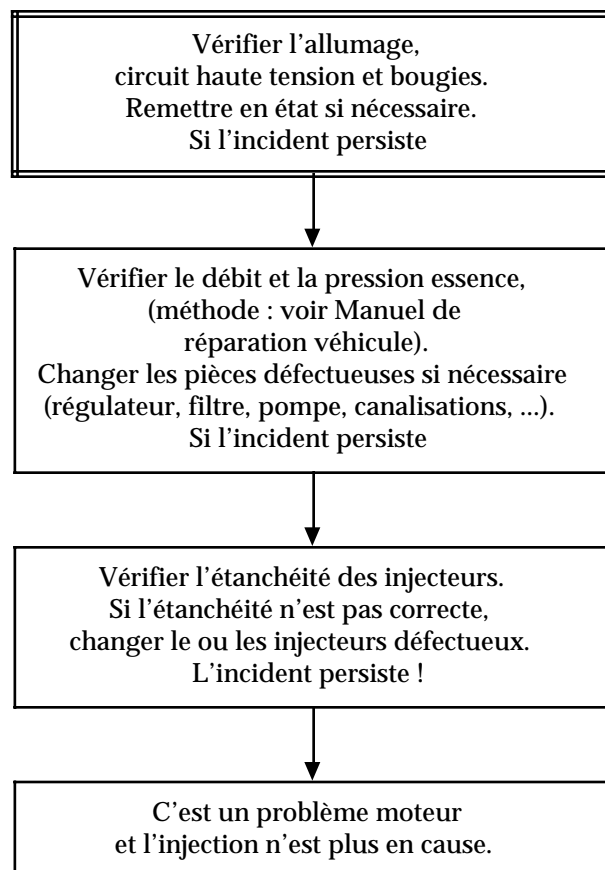 Vérifier l’allumage,
circuit haute tension et bougies.
Remettre en état si nécessaire.
Si l’incident persiste
Vérifier le débit et la pression essence,
(méthode : voir Manuel de
réparation véhicule).
Changer les pièces défectueuses si nécessaire
(régulateur, filtre, pompe, canalisations, ...).
Si l’incident persiste
Vérifier l’étanchéité des injecteurs.
Si l’étanchéité n’est pas correcte,
changer le ou les injecteurs défectueux.
L’incident persiste !
C’est un problème moteur
et l’injection n’est plus en cause.